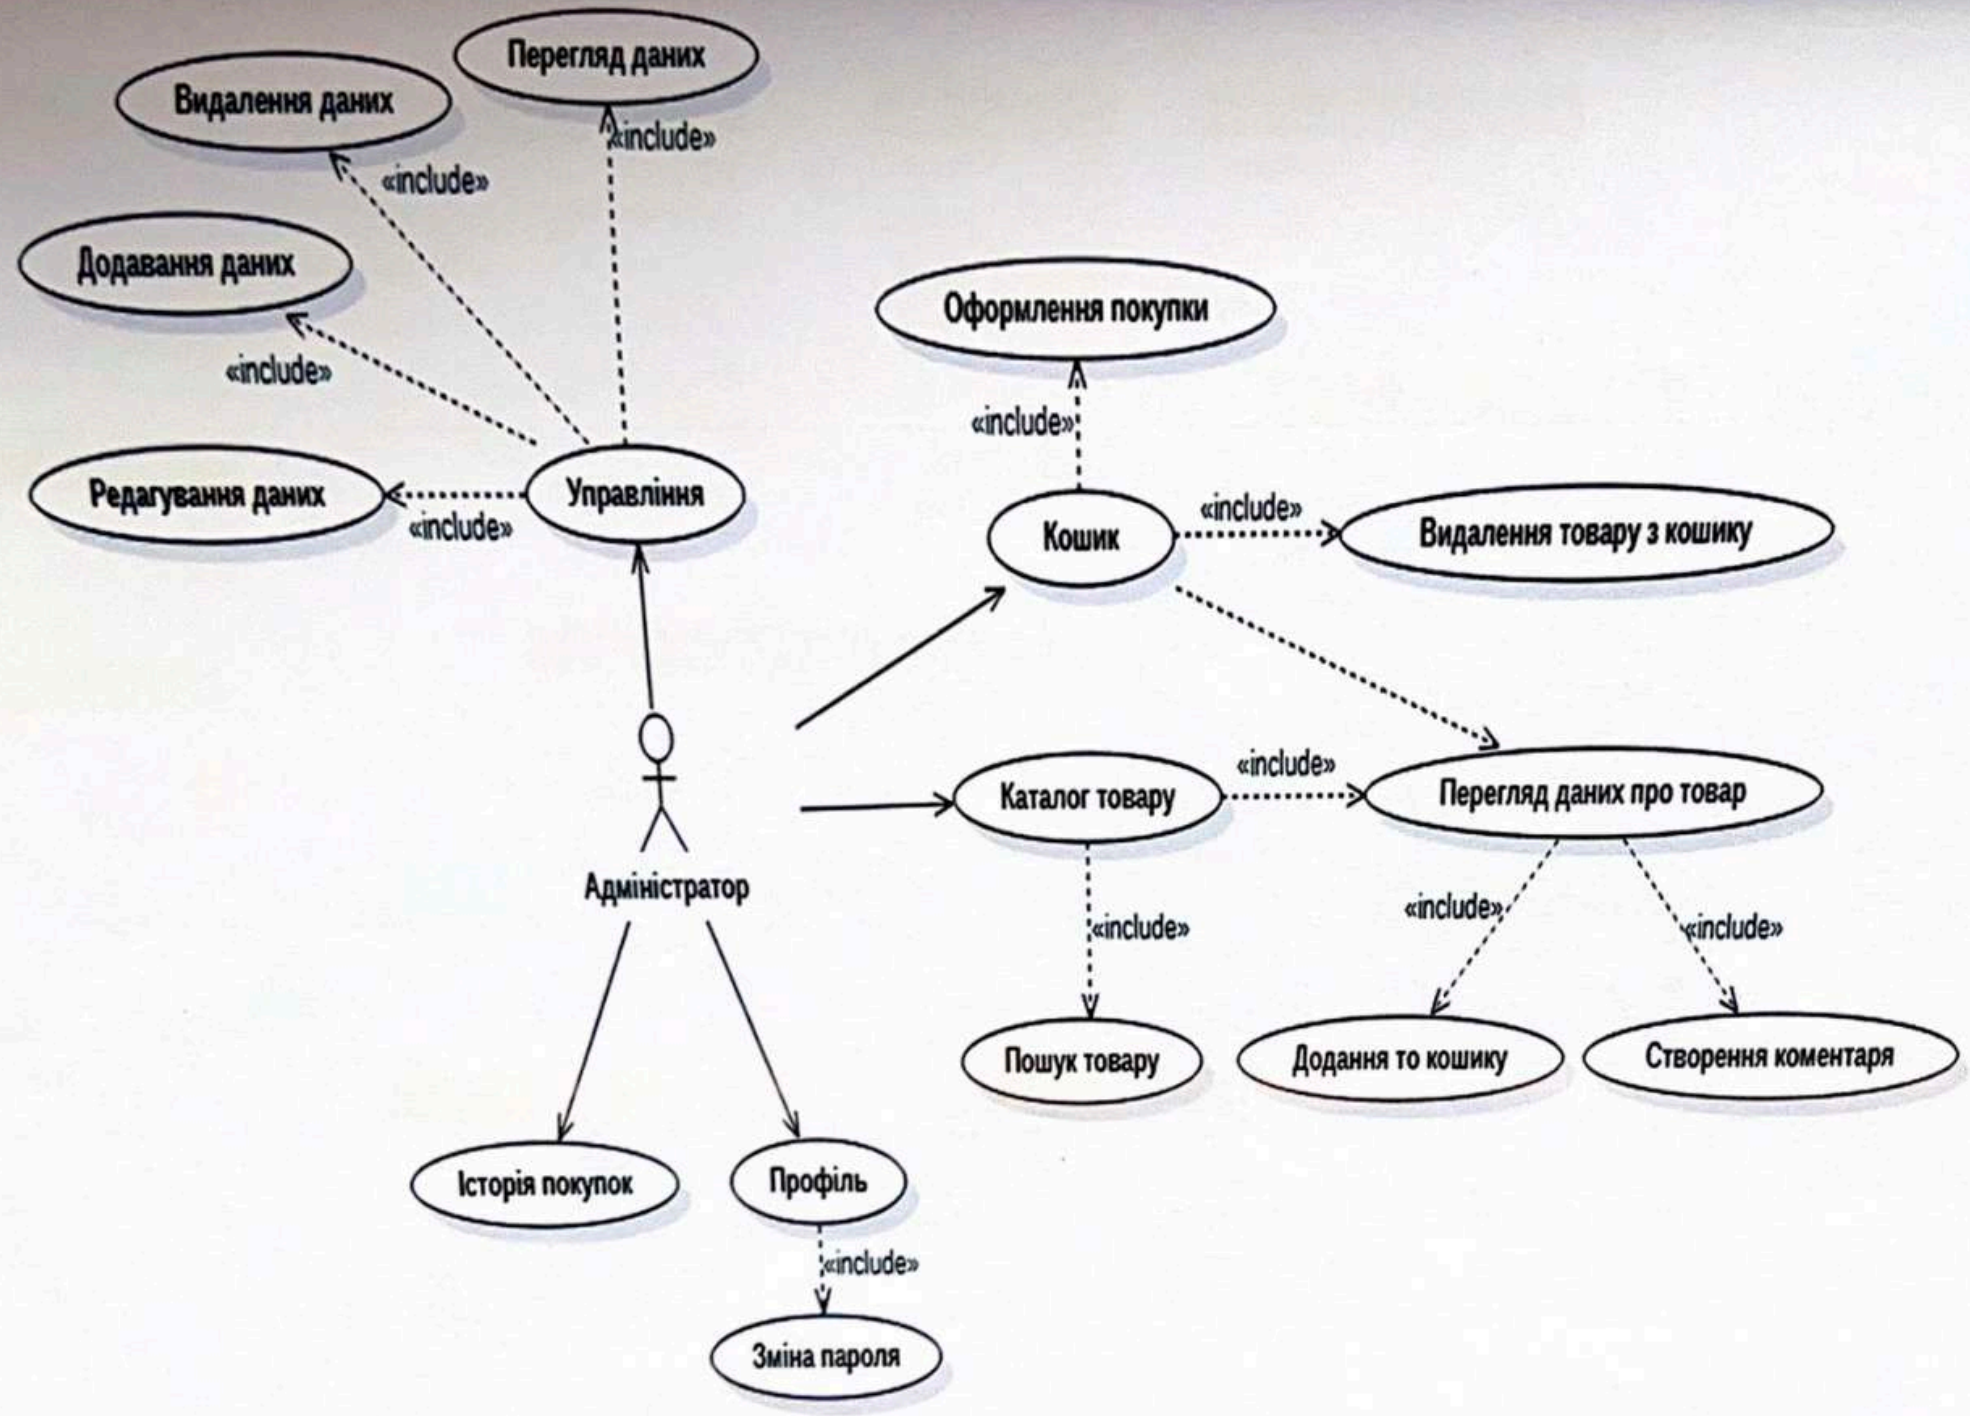 Перегляд даних
Видалення даних
«include»
«include»
Додавання даних
Оформлення покупки
«include»
«include»
Редагування даних
Управління
«include»
Кошик
«include»
Видалення товару з кошику
Каталог товару
«include»
Перегляд даних про товар
Адміністратор
«include»
«include»
«include»
Пошук товару
Додання то кошику
Створення коментаря
Історія покупок
Профіль
«include»
Зміна пароля